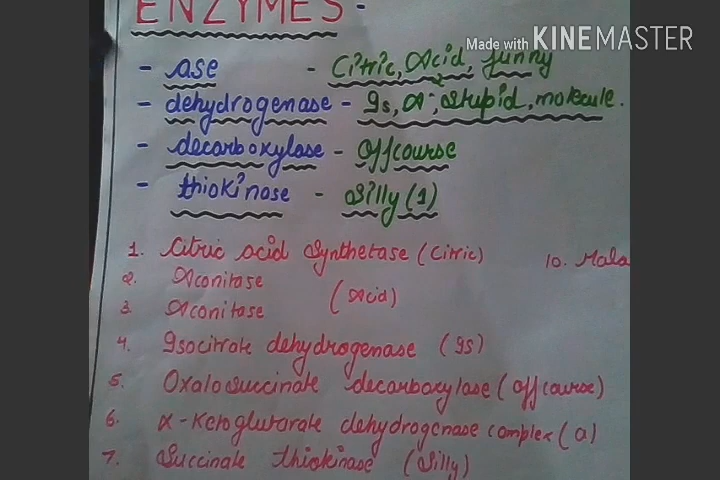 ENZYMES -
Made with KINEMASTER
- ase - Citric, Acid, funny
- dehydrogenase - Is, A, stupid, molecule.
- decarboxylase - offcourse
- thiokinase - silly (1)
1. Citric acid synthetase (Citric)
10. Mala
2. Aconitase
3. Aconitase
(Acid)
4. Isocitrate dehydrogenase (Is)
5. Oxalosuccinate decarboxylase (offcourse)
6. α-Ketoglutarate dehydrogenase complex (a)
7. Succinate thiokinase (Silly)